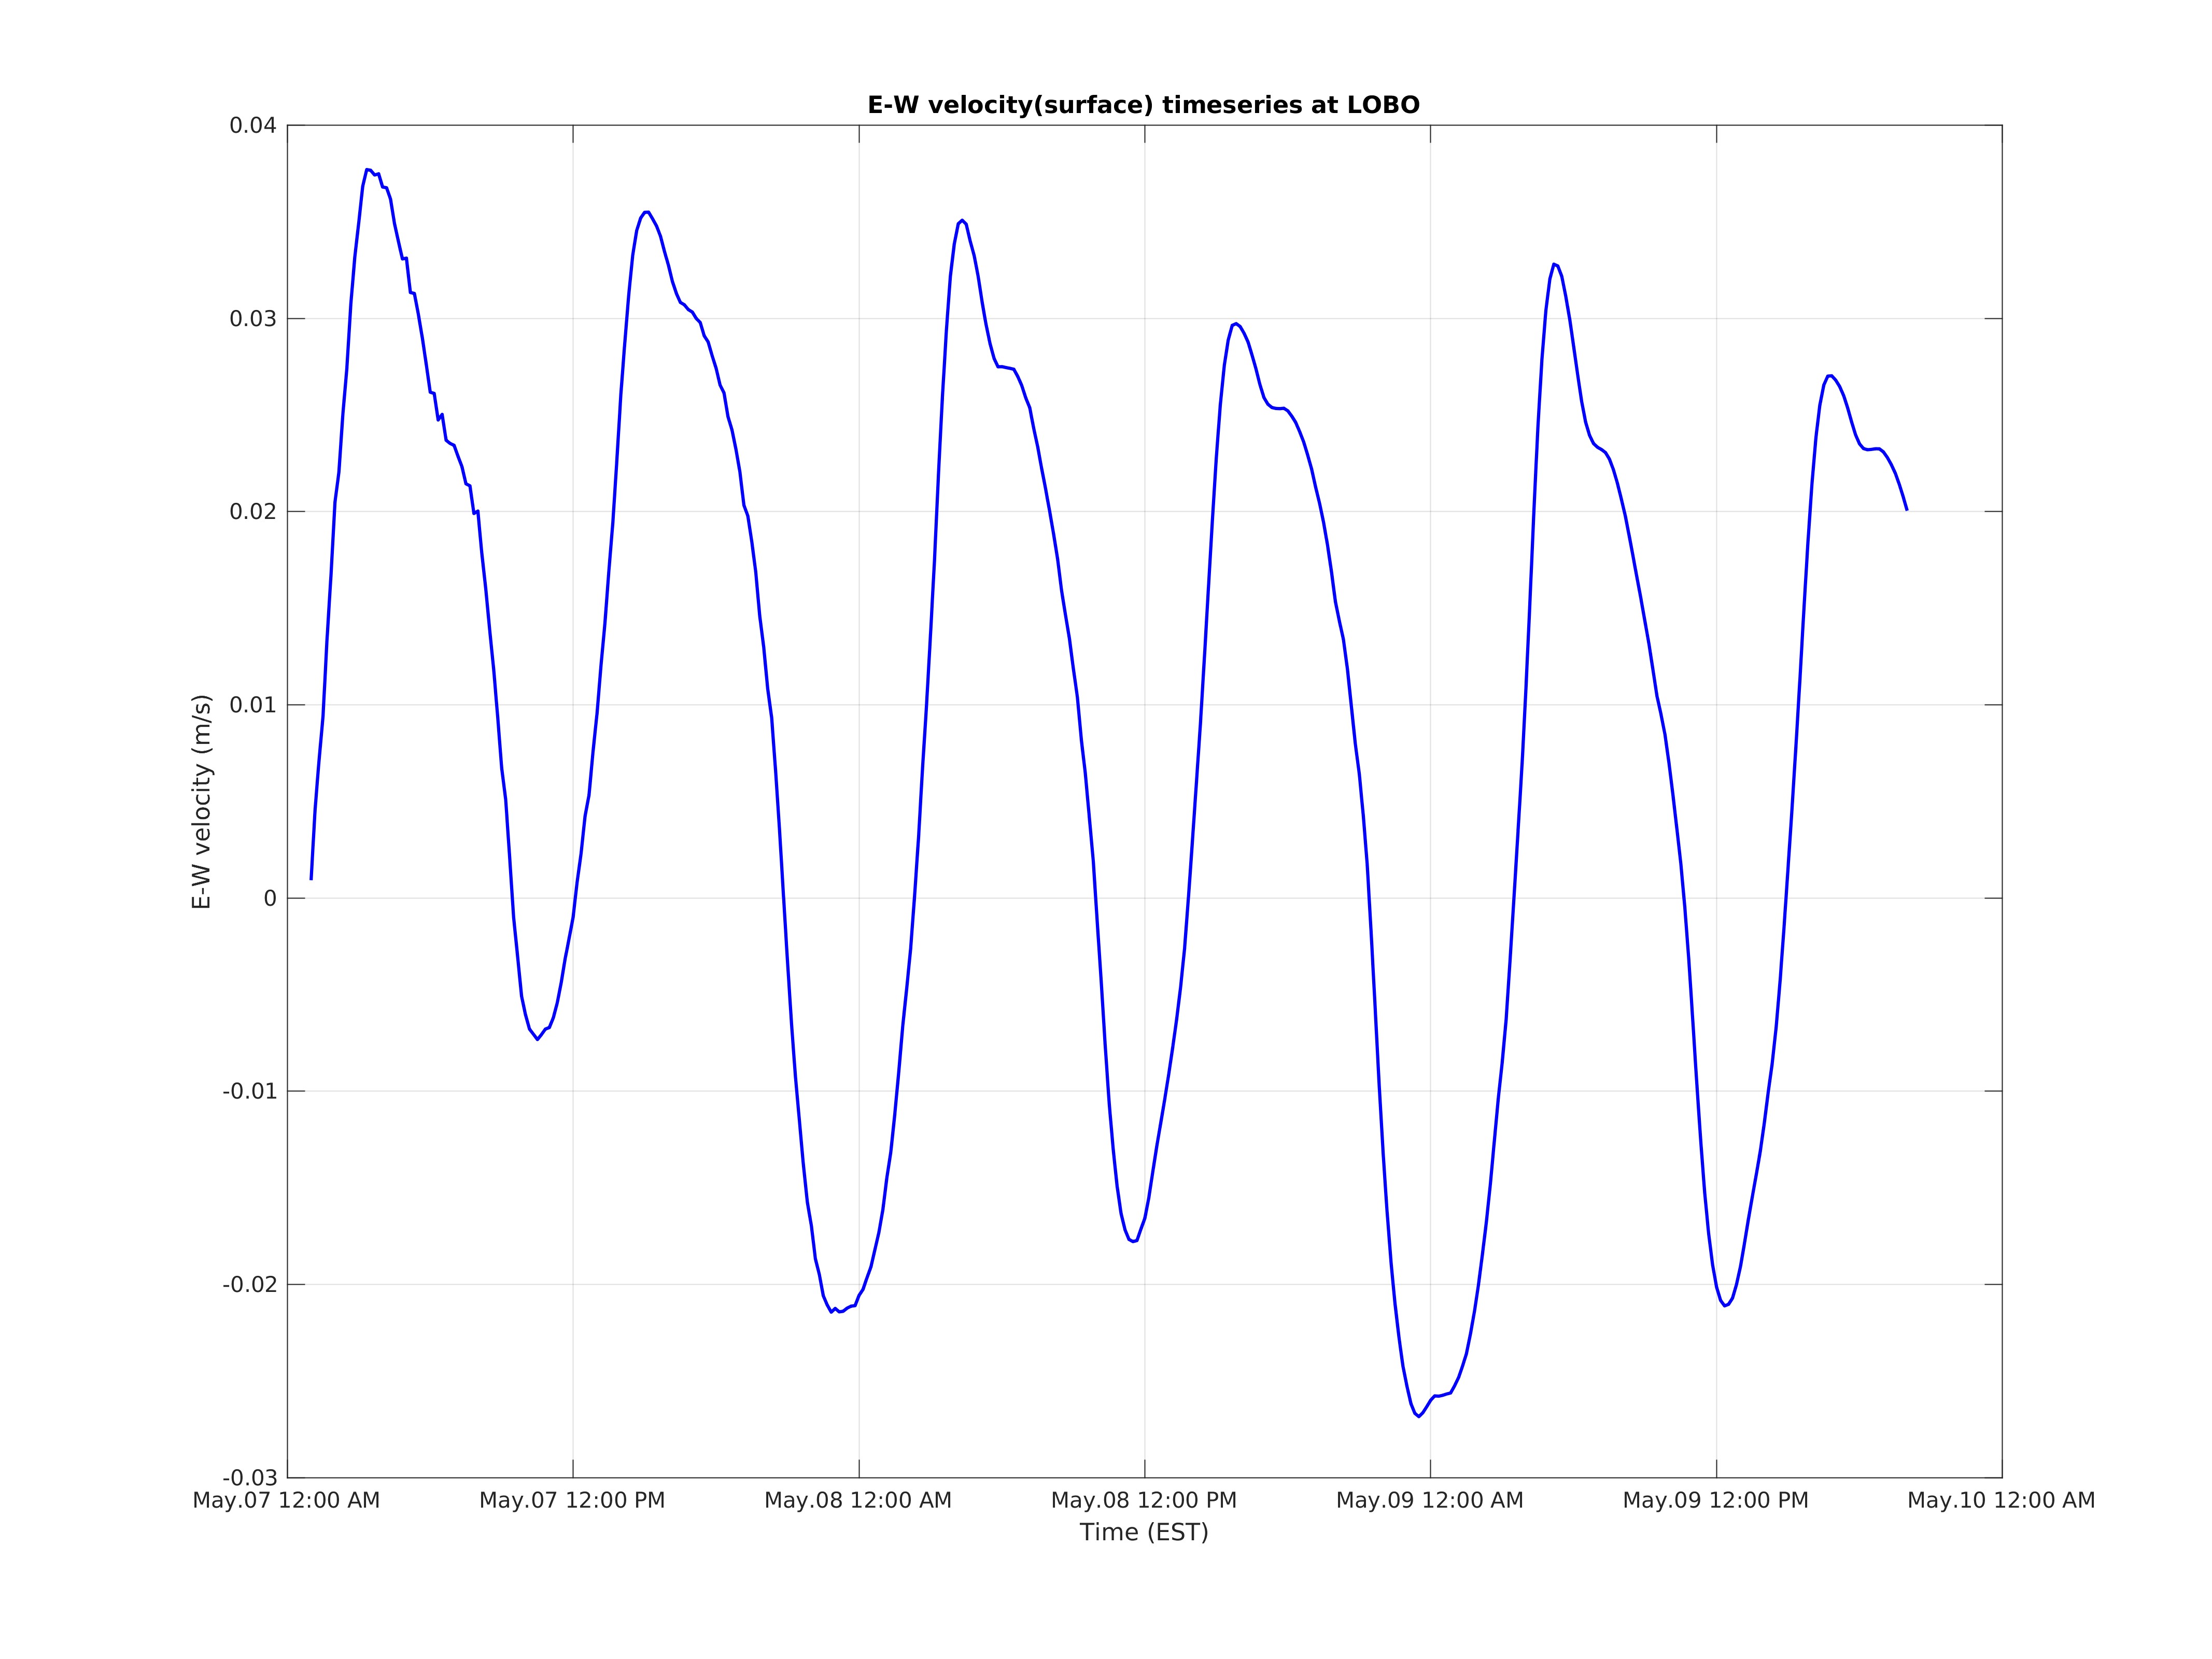 E-W velocity(surface) timeseries at LOBO
0.04
0.03
0.02
0.01
0
-0.01
-0.02
-0.03
E-W velocity (m/s)
May.07 12:00 AM May.07 12:00 PM May.08 12:00 AM May.08 12:00 PM May.09 12:00 AM May.09 12:00 PM May.10 12:00 AM
Time (EST)